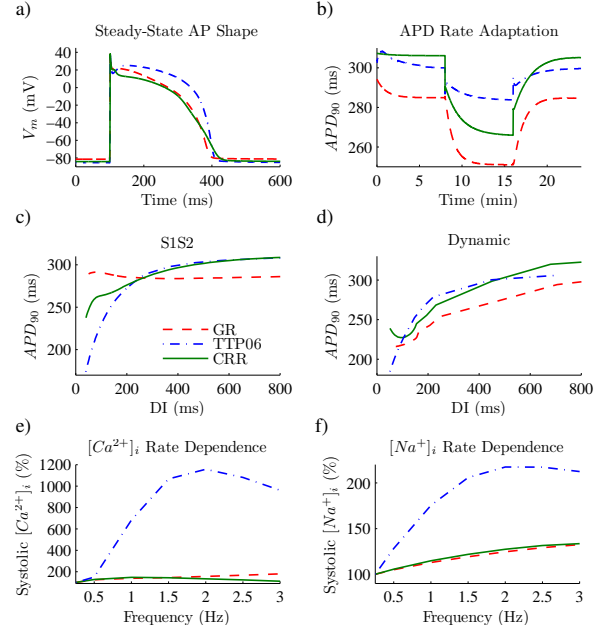 a) Steady-State AP Shape
V_m (mV)
40
20
0
−20
−40
−60
−80
0 200 400 600
Time (ms)
b) APD Rate Adaptation
APD_90 (ms)
300
280
260
0 10 20
Time (min)
c) S1S2
APD_90 (ms)
300
250
200
GR
TTP06
CRR
0 200 400 600 800
DI (ms)
d) Dynamic
APD_90 (ms)
300
250
200
0 200 400 600 800
DI (ms)
e) [Ca^2+]_i Rate Dependence
Systolic [Ca^2+]_i (%)
1200
1000
800
600
400
200
0.5 1 1.5 2 2.5 3
Frequency (Hz)
f) [Na^+]_i Rate Dependence
Systolic [Na^+]_i (%)
200
150
100
0.5 1 1.5 2 2.5 3
Frequency (Hz)